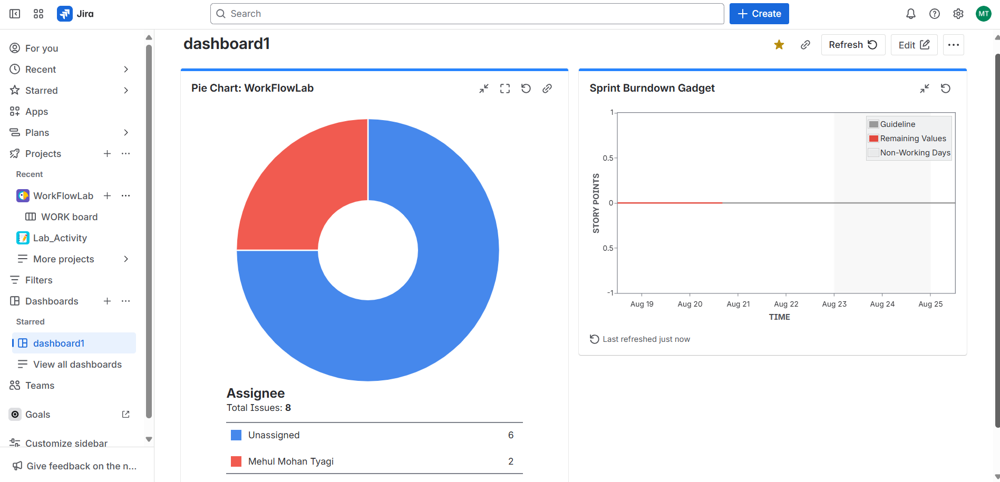 Jira
Search
Create
MT
For you
Recent
Starred
Apps
Plans
Projects
Recent
WorkFlowLab
WORK board
Lab_Activity
More projects
Filters
Dashboards
Starred
dashboard1
View all dashboards
Teams
Goals
Customize sidebar
Give feedback on the n...
dashboard1
Refresh
Edit
Pie Chart: WorkFlowLab
Assignee
Total Issues: 8
Unassigned 6
Mehul Mohan Tyagi 2
Sprint Burndown Gadget
STORY POINTS
1
0.5
0
0.5
-1
Guideline
Remaining Values
Non-Working Days
Aug 19 Aug 20 Aug 21 Aug 22 Aug 23 Aug 24 Aug 25
TIME
Last refreshed just now